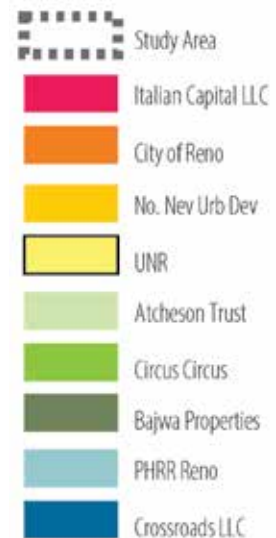 Study Area
Italian Capital LLC
City of Reno
No. Nev Urb Dev
UNR
Atcheson Trust
Circus Circus
Bajwa Properties
PHRR Reno
Crossroads LLC